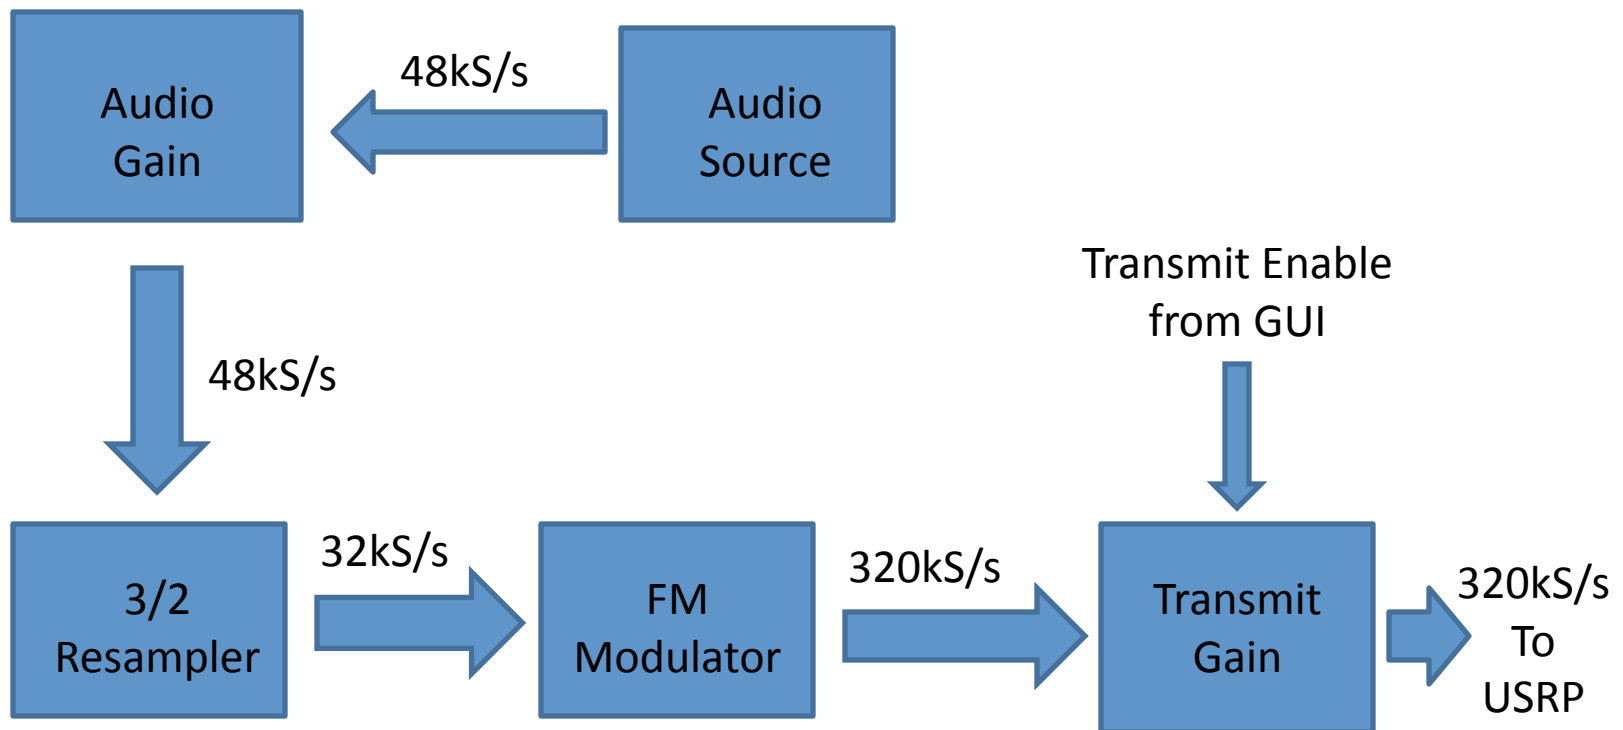 Audio
Gain
48kS/s
Audio
Source
48kS/s
Transmit Enable
from GUI
3/2
Resampler
32kS/s
FM
Modulator
320kS/s
Transmit
Gain
320kS/s
To
USRP